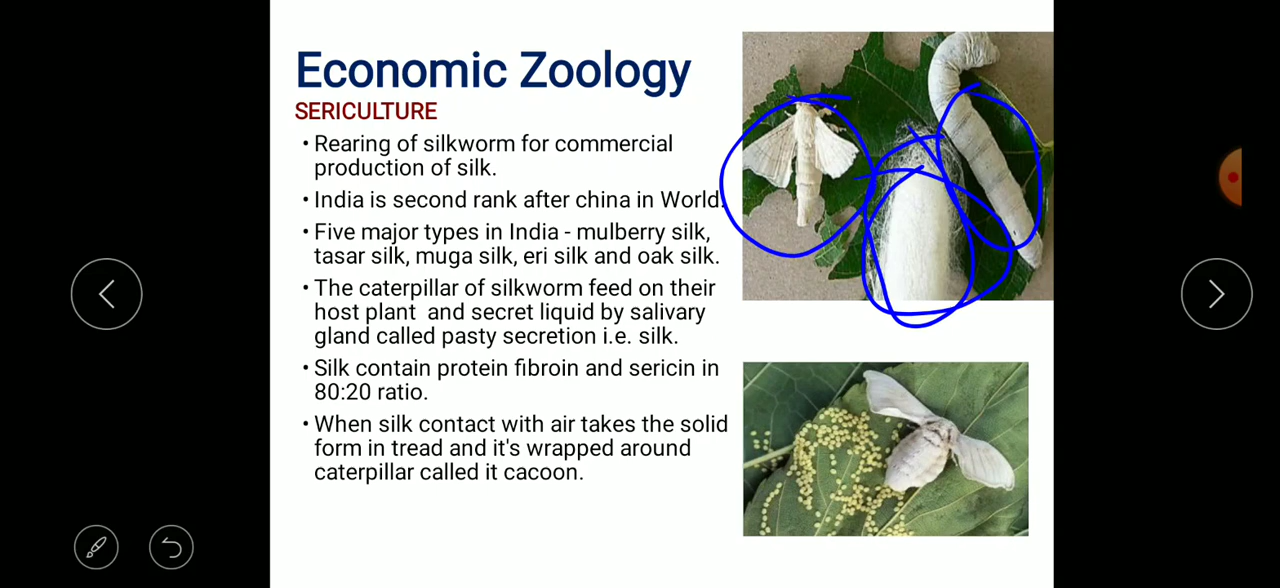 Economic Zoology
SERICULTURE
• Rearing of silkworm for commercial
production of silk.
• India is second rank after china in World.
• Five major types in India - mulberry silk,
tasar silk, muga silk, eri silk and oak silk.
• The caterpillar of silkworm feed on their
host plant and secret liquid by salivary
gland called pasty secretion i.e. silk.
• Silk contain protein fibroin and sericin in
80:20 ratio.
• When silk contact with air takes the solid
form in tread and it's wrapped around
caterpillar called it cacoon.